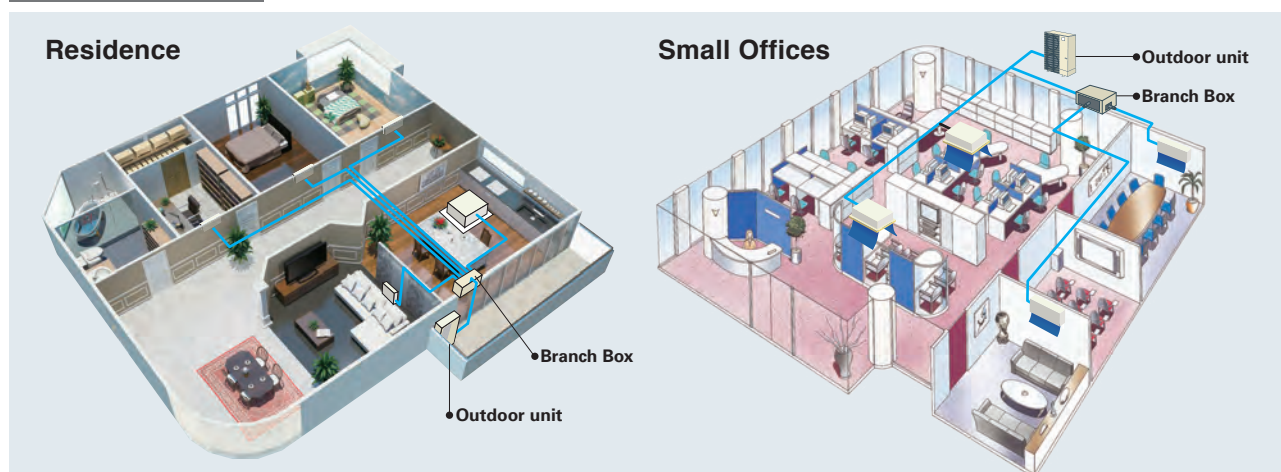 Residence
Small Offices
Outdoor unit
Branch Box
Branch Box
Outdoor unit